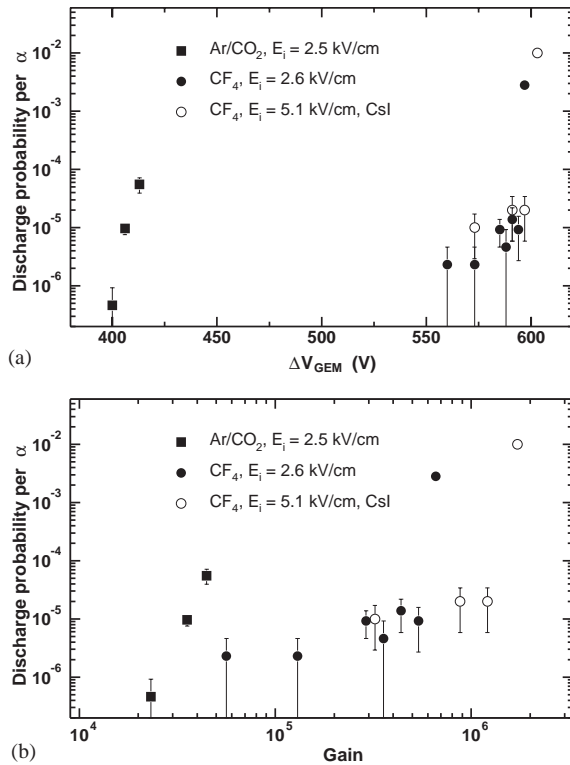 Discharge probability per α
10⁻²
10⁻³
10⁻⁴
10⁻⁵
10⁻⁶
Ar/CO₂, Eᵢ = 2.5 kV/cm
CF₄, Eᵢ = 2.6 kV/cm
CF₄, Eᵢ = 5.1 kV/cm, CsI
400 450 500 550 600
(a)
ΔV_GEM (V)
Discharge probability per α
10⁻²
10⁻³
10⁻⁴
10⁻⁵
10⁻⁶
Ar/CO₂, Eᵢ = 2.5 kV/cm
CF₄, Eᵢ = 2.6 kV/cm
CF₄, Eᵢ = 5.1 kV/cm, CsI
10⁴ 10⁵ 10⁶
(b)
Gain